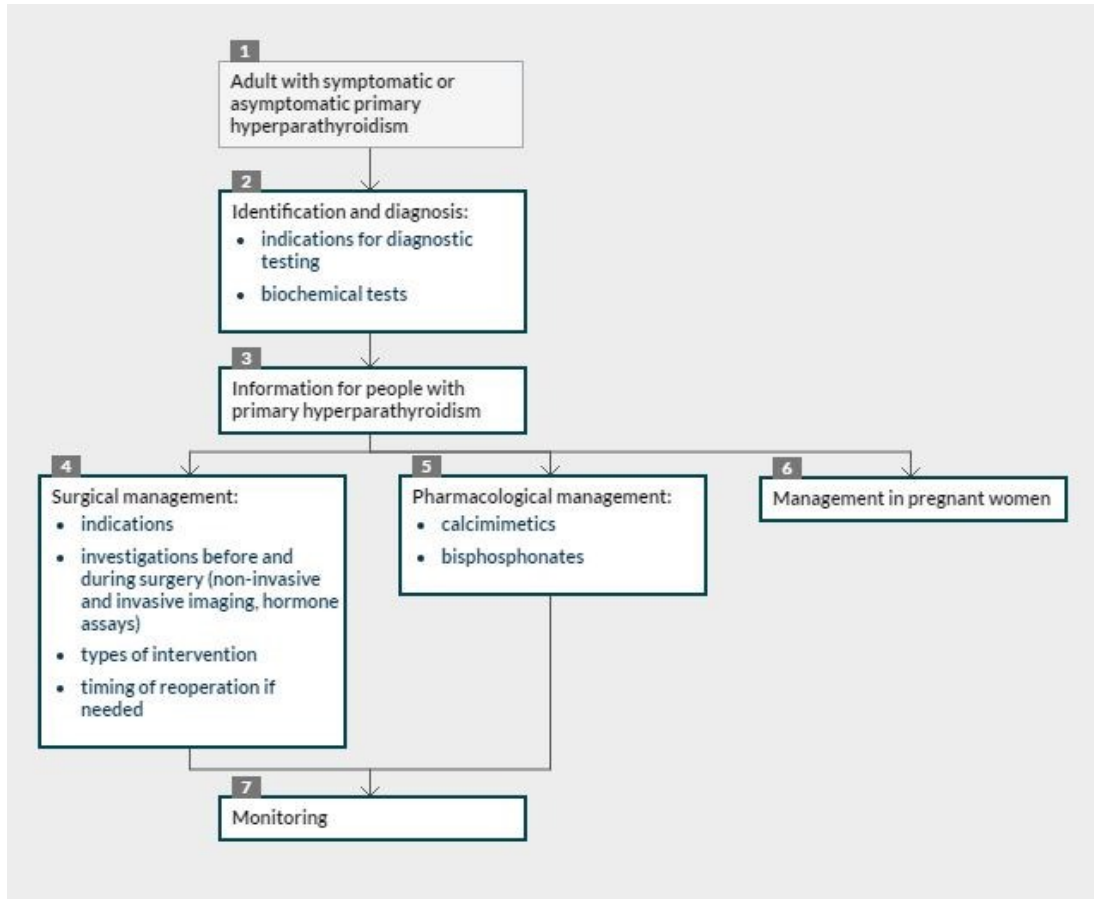 1
Adult with symptomatic or
asymptomatic primary
hyperparathyroidism
2
Identification and diagnosis:
• indications for diagnostic
testing
• biochemical tests
3
Information for people with
primary hyperparathyroidism
4
Surgical management:
• indications
• investigations before and
during surgery (non-invasive
and invasive imaging, hormone
assays)
• types of intervention
• timing of reoperation if
needed
5
Pharmacological management:
• calcimimetics
• bisphosphonates
6
Management in pregnant women
7
Monitoring